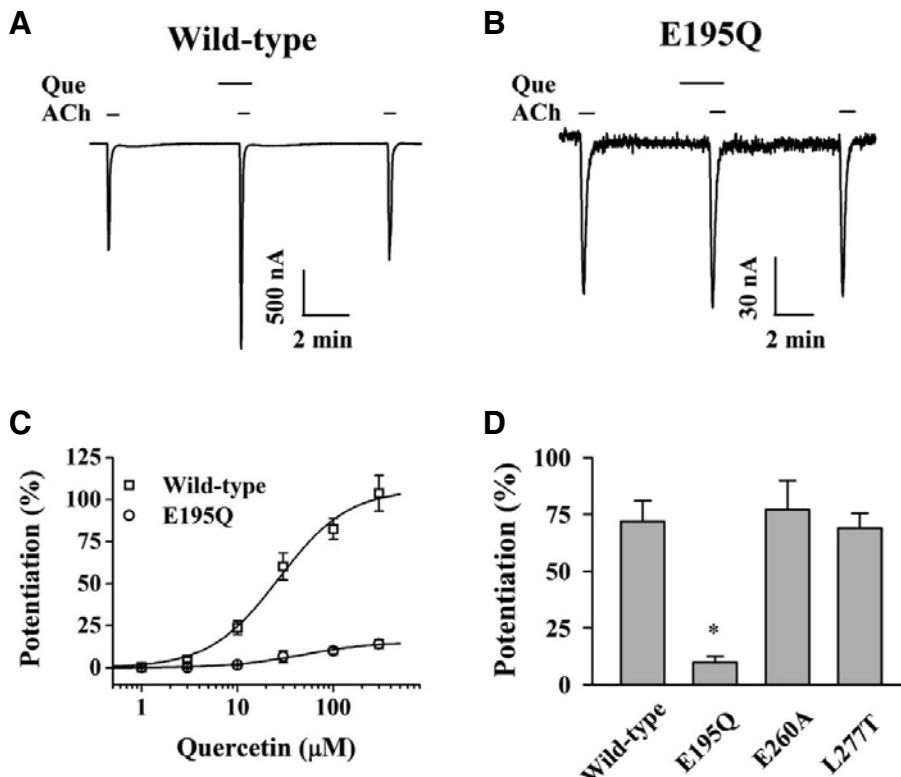 A
Wild-type
Que
ACh
500 nA
2 min
B
E195Q
Que
ACh
30 nA
2 min
C
Potentiation (%)
125
100
75
50
25
0
Wild-type
E195Q
1 10 100
Quercetin (μM)
D
Potentiation (%)
100
75
50
25
0
*
Wild-type E195Q E260A L277T